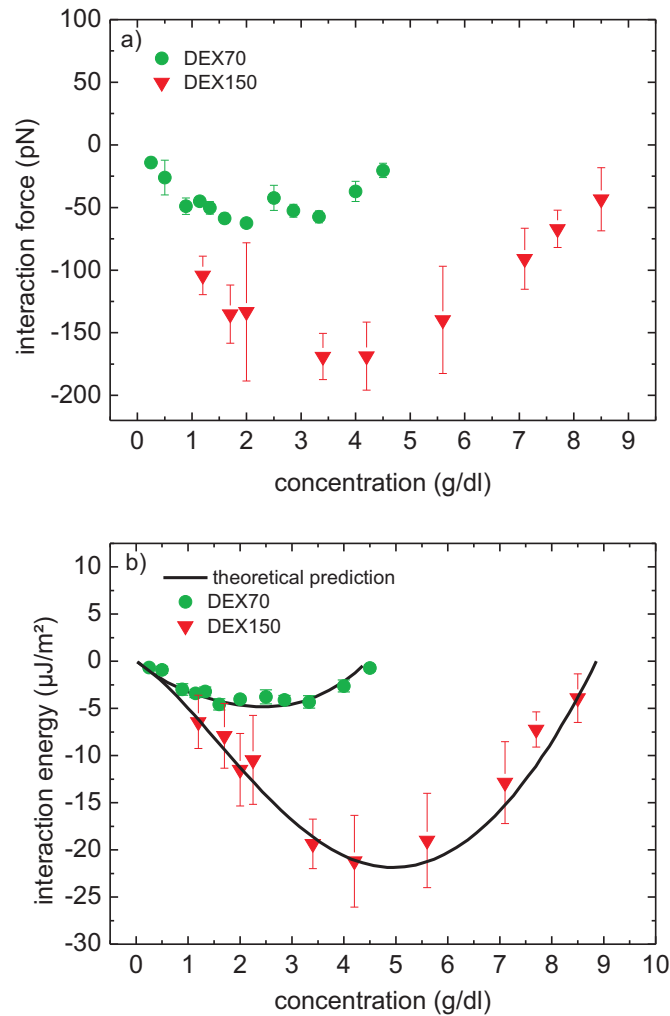 100
a)
DEX70
DEX150
50
0
-50
-100
-150
-200
interaction force (pN)
0 1 2 3 4 5 6 7 8 9
concentration (g/dl)
10
b)
theoretical prediction
DEX70
DEX150
5
0
-5
-10
-15
-20
-25
-30
interaction energy (µJ/m²)
0 1 2 3 4 5 6 7 8 9 10
concentration (g/dl)